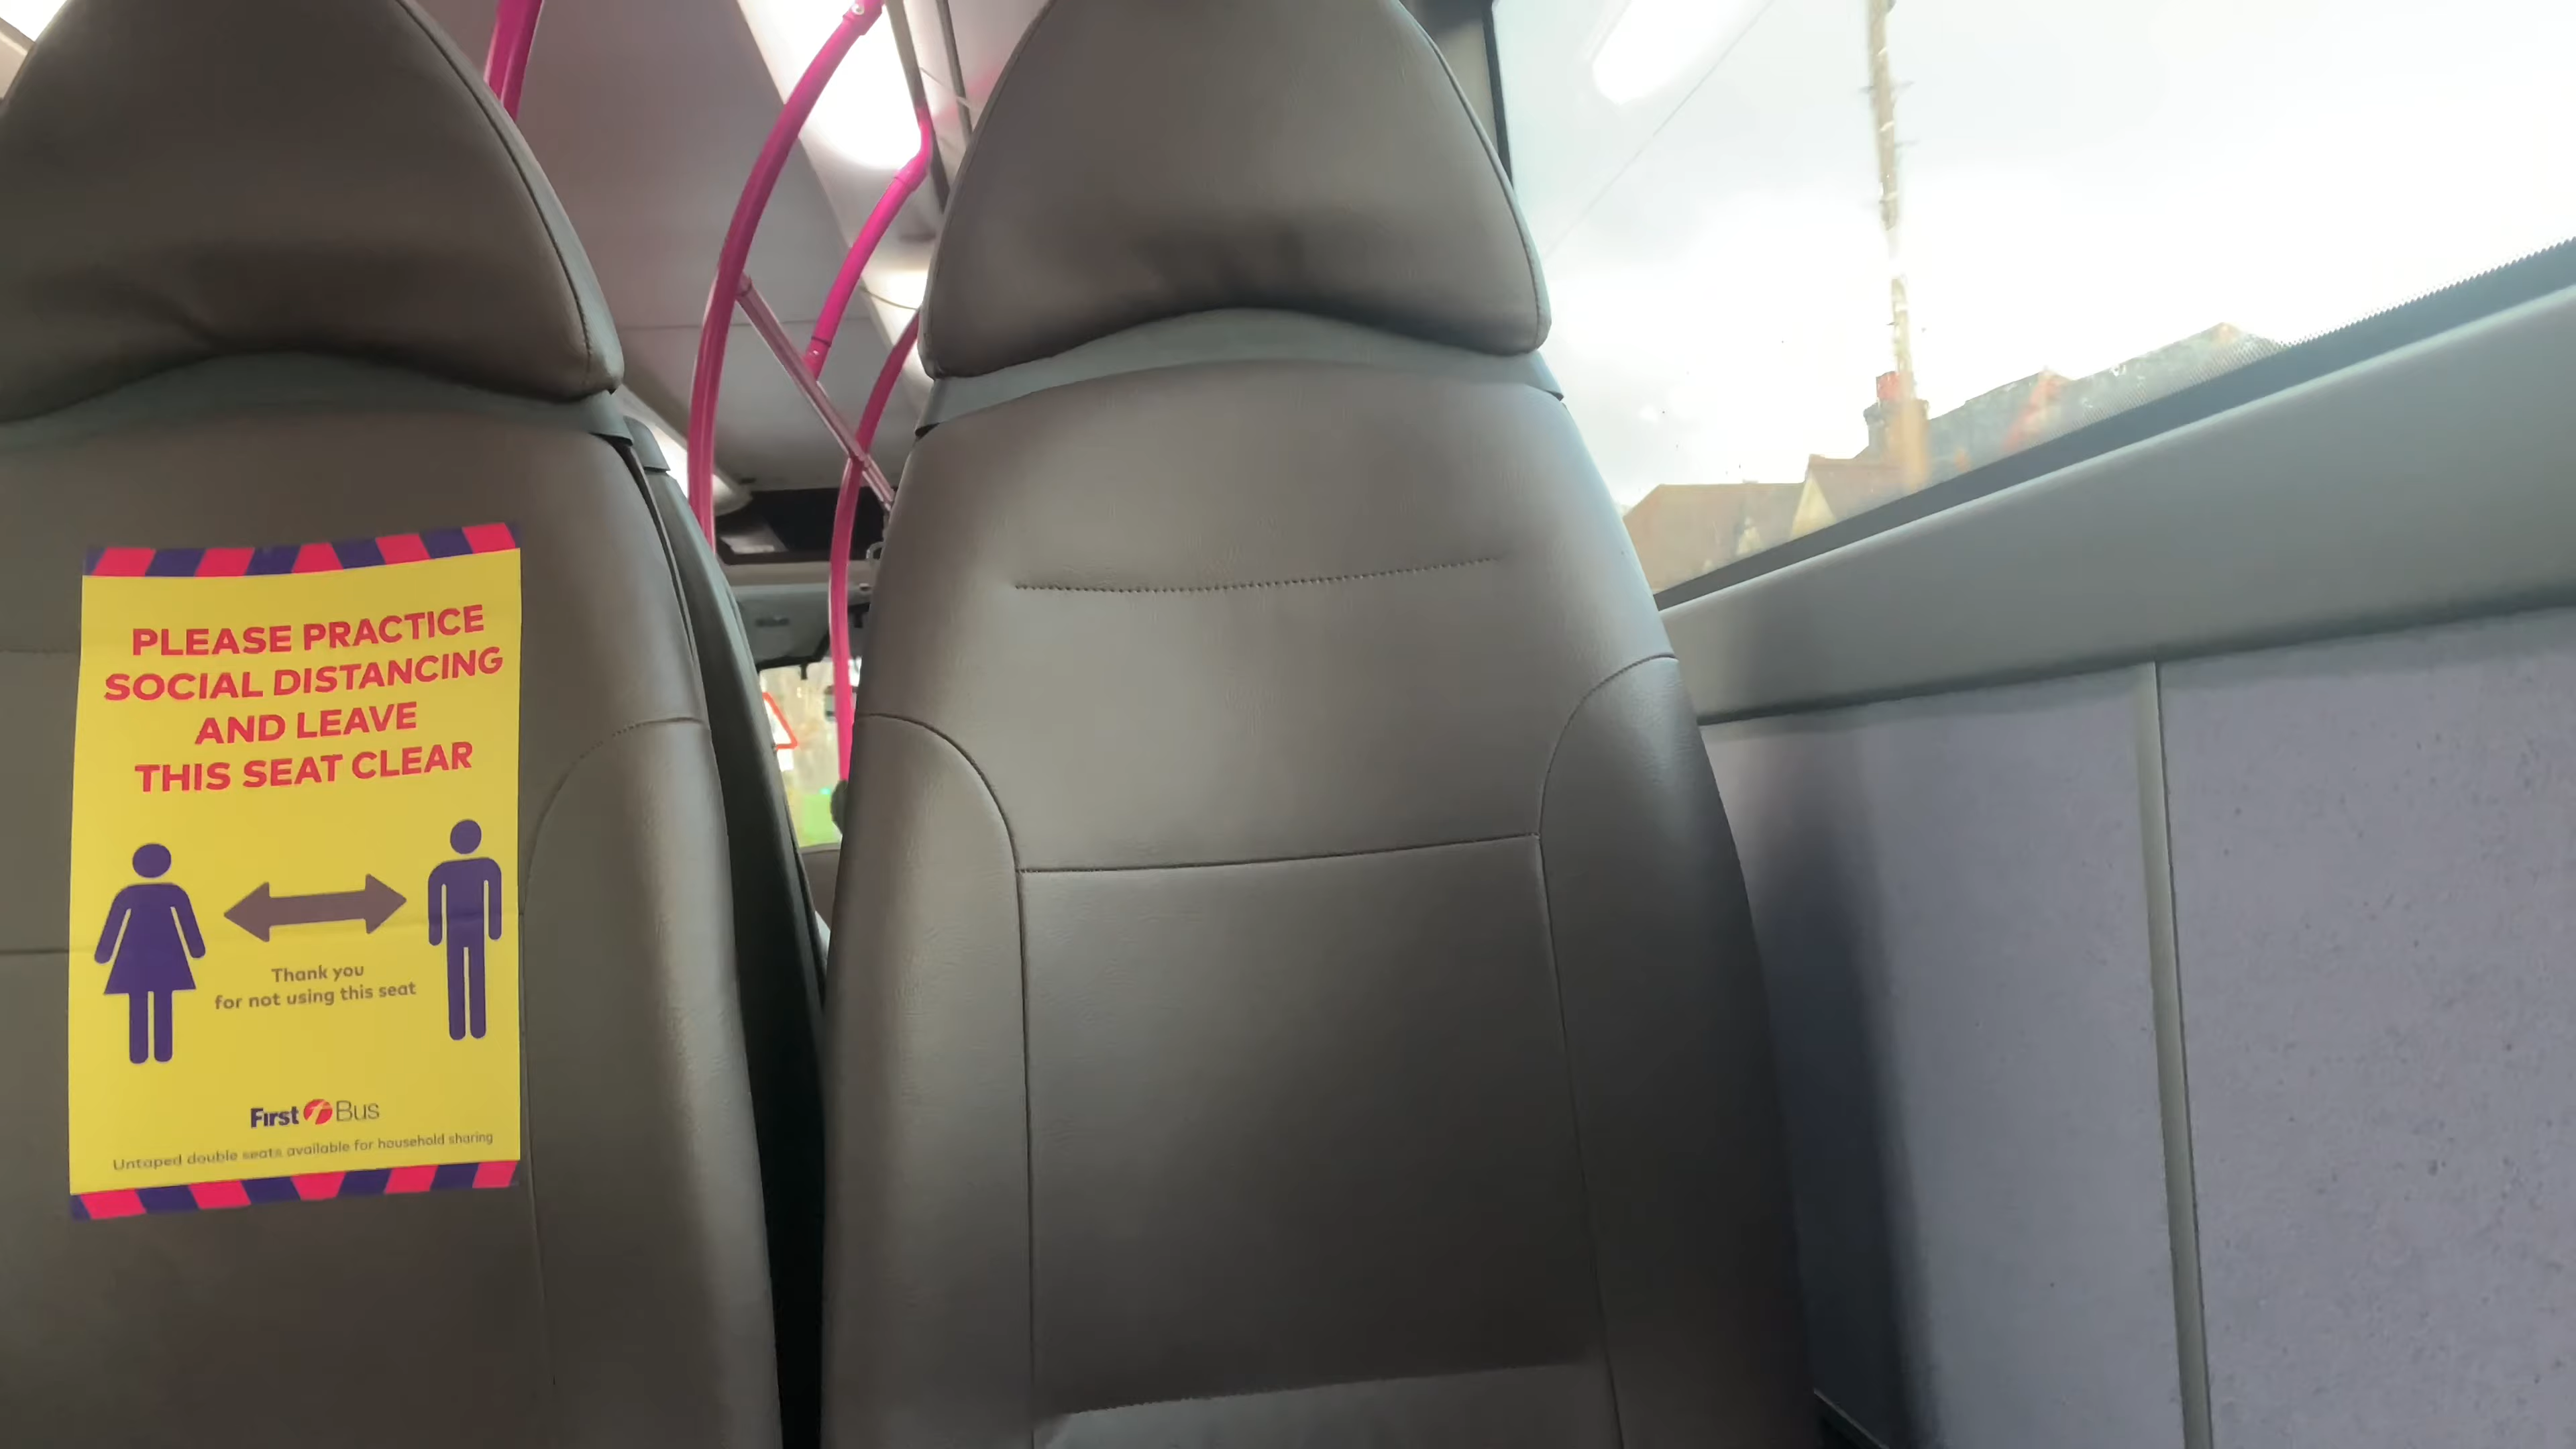 PLEASE PRACTICE
SOCIAL DISTANCING
AND LEAVE
THIS SEAT CLEAR
Thank you
for not using this seat
First Bus
Untaped double seats available for household sharing